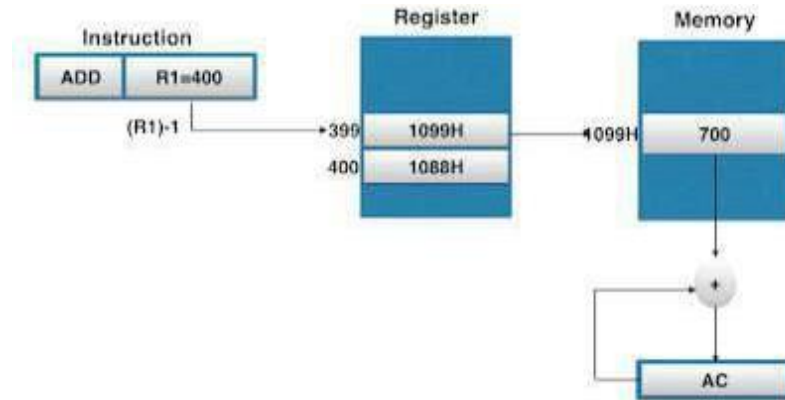 Instruction
ADD R1=400
(R1)-1
Register
399 1099H
400 1088H
Memory
1099H 700
+
AC